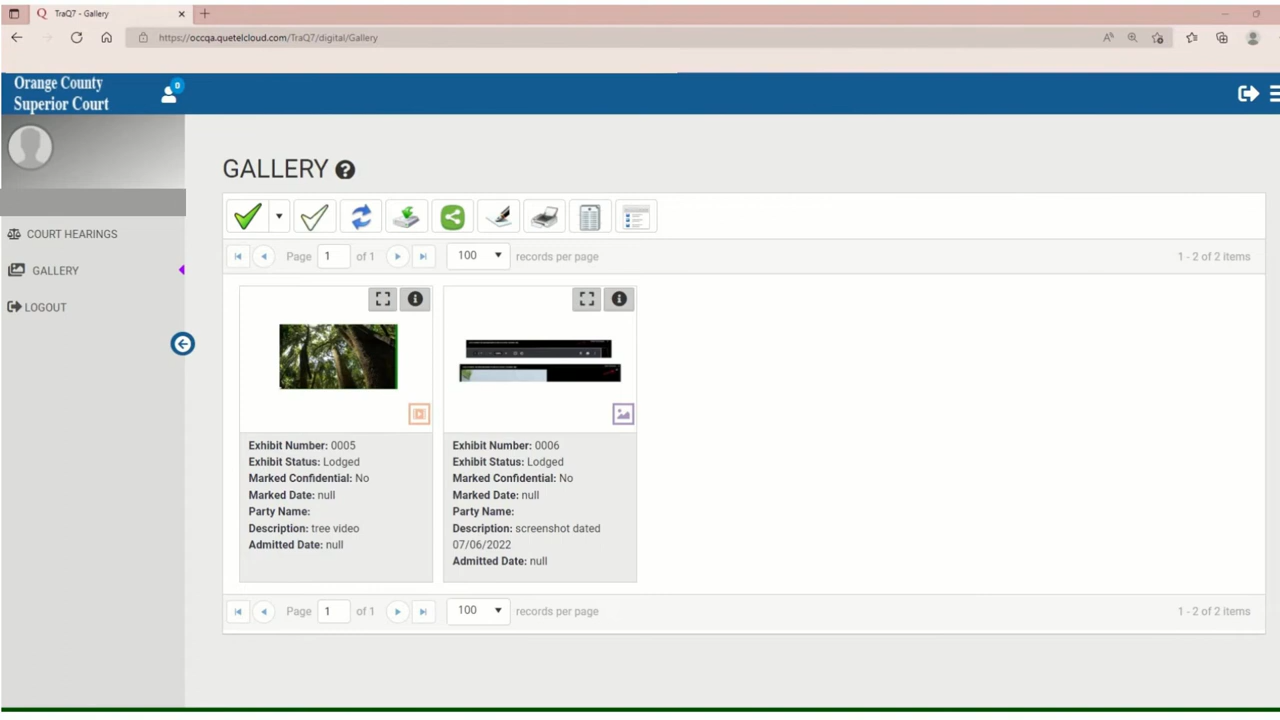 TraQ7 - Gallery
https://occqa.quetelcloud.com/TraQ7/digital/Gallery
Orange County
Superior Court
0
GALLERY
COURT HEARINGS
GALLERY
LOGOUT
Page 1 of 1 100 records per page 1 - 2 of 2 items
Exhibit Number: 0005
Exhibit Status: Lodged
Marked Confidential: No
Marked Date: null
Party Name:
Description: tree video
Admitted Date: null
Exhibit Number: 0006
Exhibit Status: Lodged
Marked Confidential: No
Marked Date: null
Party Name:
Description: screenshot dated
07/06/2022
Admitted Date: null
Page 1 of 1 100 records per page 1 - 2 of 2 items